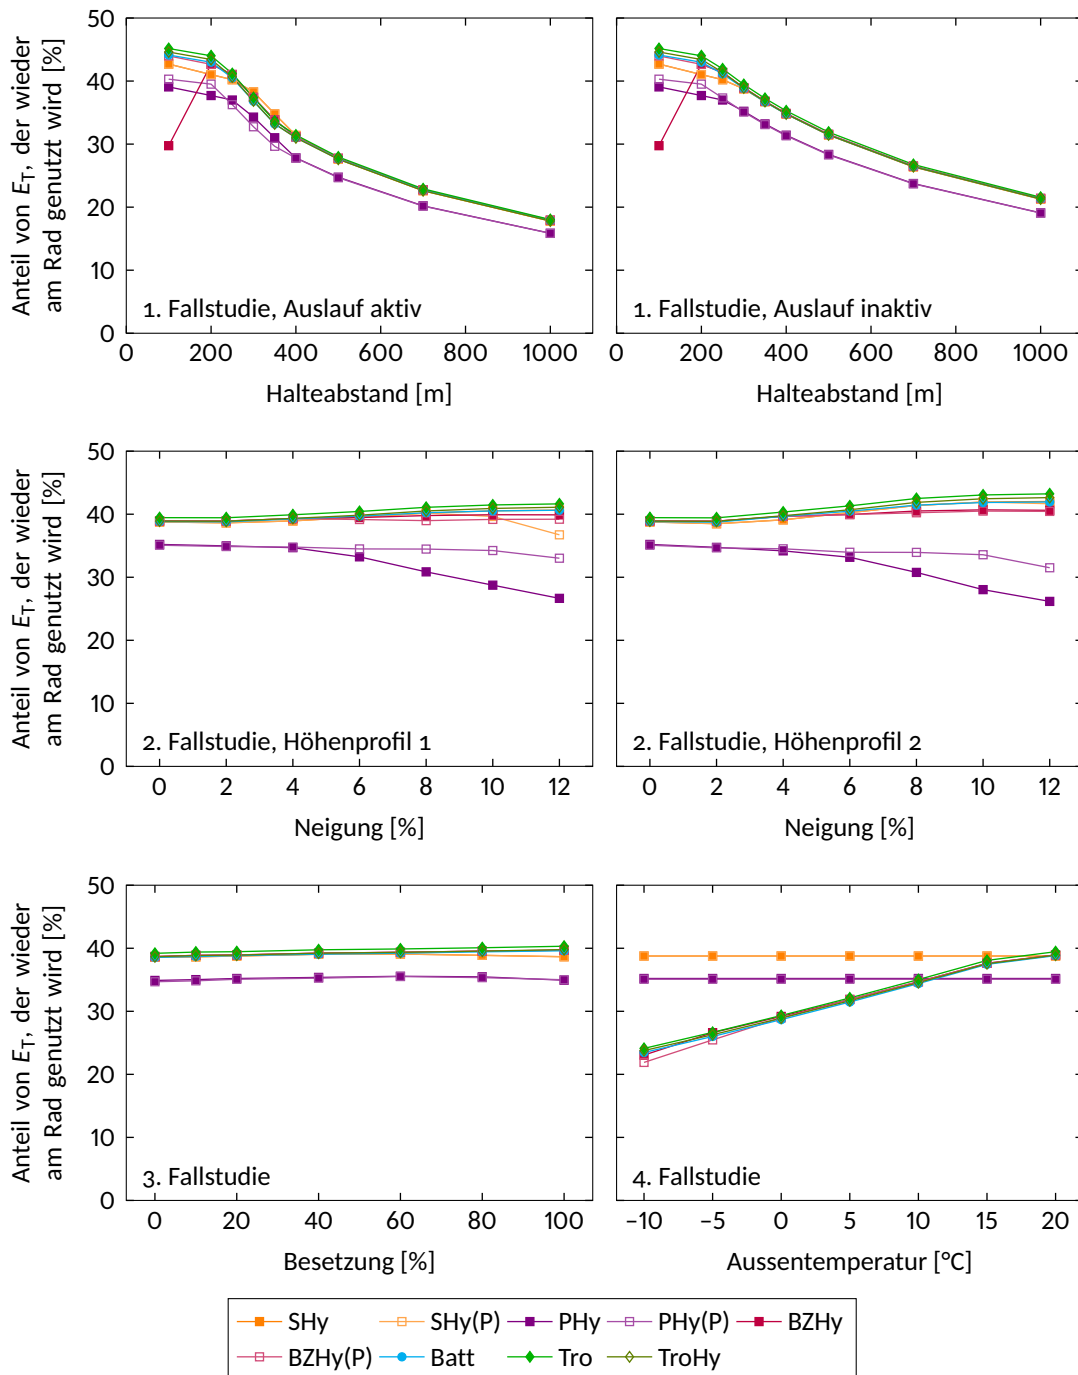 Anteil von E_T, der wieder
am Rad genutzt wird [%]
50
40
30
20
10
0
1. Fallstudie, Auslauf aktiv
0 200 400 600 800 1000
Halteabstand [m]
1. Fallstudie, Auslauf inaktiv
0 200 400 600 800 1000
Halteabstand [m]
Anteil von E_T, der wieder
am Rad genutzt wird [%]
50
40
30
20
10
0
2. Fallstudie, Höhenprofil 1
0 2 4 6 8 10 12
Neigung [%]
2. Fallstudie, Höhenprofil 2
0 2 4 6 8 10 12
Neigung [%]
Anteil von E_T, der wieder
am Rad genutzt wird [%]
50
40
30
20
10
0
3. Fallstudie
0 20 40 60 80 100
Besetzung [%]
4. Fallstudie
−10 −5 0 5 10 15 20
Aussentemperatur [°C]
SHy SHy(P) PHy PHy(P) BZHy
BZHy(P) Batt Tro TroHy